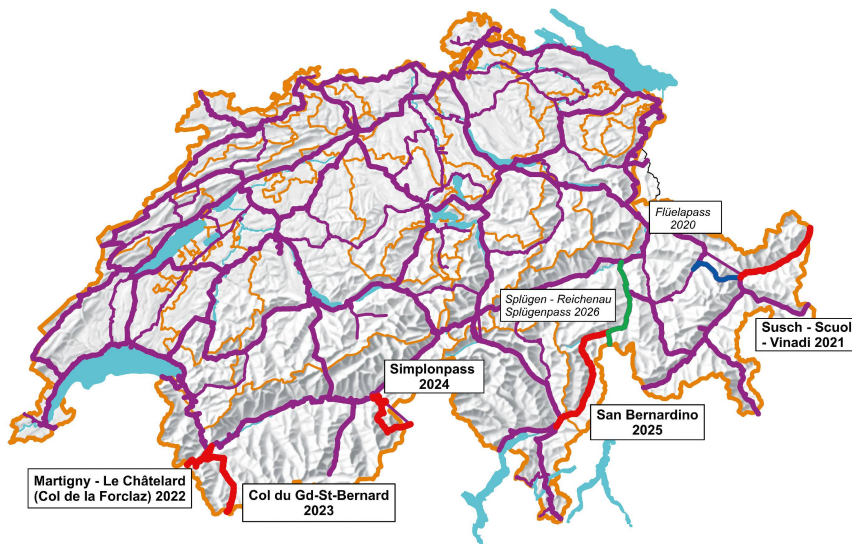 Flüelapass
2020
Splügen - Reichenau
Splügenpass 2026
Susch - Scuol
- Vinadi 2021
Simplonpass
2024
San Bernardino
2025
Martigny - Le Châtelard
(Col de la Forclaz) 2022
Col du Gd-St-Bernard
2023